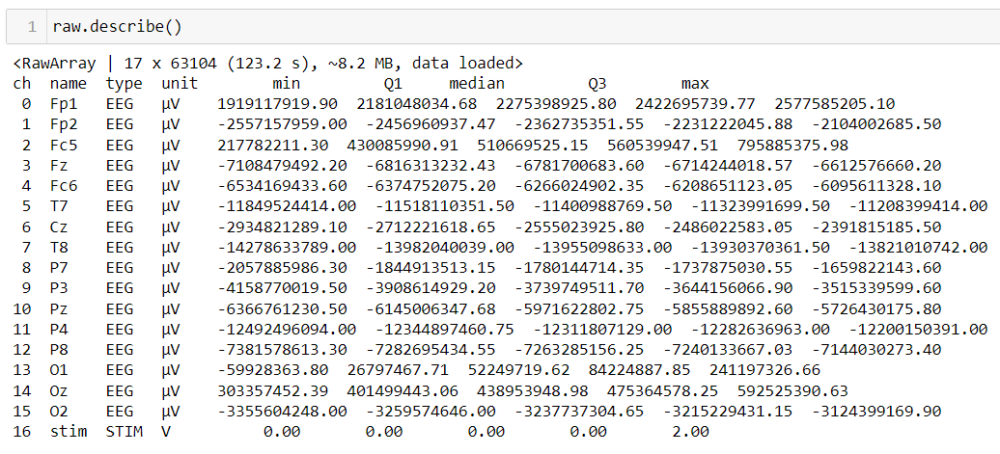 1 raw.describe()
<RawArray | 17 x 63104 (123.2 s), ~8.2 MB, data loaded>
ch name type unit min Q1 median Q3 max
0 Fp1 EEG µV 1919117919.90 2181048034.68 2275398925.80 2422695739.77 2577585205.10
1 Fp2 EEG µV -2557157959.00 -2456960937.47 -2362735351.55 -2231222045.88 -2104002685.50
2 Fc5 EEG µV 217782211.30 430085990.91 510669525.15 560539947.51 795885375.98
3 Fz EEG µV -7108479492.20 -6816313232.43 -6781700683.60 -6714244018.57 -6612576660.20
4 Fc6 EEG µV -6534169433.60 -6374752075.20 -6266024902.35 -6208651123.05 -6095611328.10
5 T7 EEG µV -11849524414.00 -11518110351.50 -11400988769.50 -11323991699.50 -11208399414.00
6 Cz EEG µV -2934821289.10 -2712221618.65 -2555023925.80 -2486022583.05 -2391815185.50
7 T8 EEG µV -14278633789.00 -13982040039.00 -13955098633.00 -13930370361.50 -13821010742.00
8 P7 EEG µV -2057885986.30 -1844913513.15 -1780144714.35 -1737875030.55 -1659822143.60
9 P3 EEG µV -4158770019.50 -3908614929.20 -3739749511.70 -3644156066.90 -3515339599.60
10 Pz EEG µV -6366761230.50 -6145006347.68 -5971622802.75 -5855889892.60 -5726430175.80
11 P4 EEG µV -12492496094.00 -12344897460.75 -12311807129.00 -12282636963.00 -12200150391.00
12 P8 EEG µV -7381578613.30 -7282695434.55 -7263285156.25 -7240133667.03 -7144030273.40
13 O1 EEG µV -59928363.80 26797467.71 52249719.62 84224887.85 241197326.66
14 Oz EEG µV 303357452.39 401499443.06 438953948.98 475364578.25 592525390.63
15 O2 EEG µV -3355604248.00 -3259574646.00 -3237737304.65 -3215229431.15 -3124399169.90
16 stim STIM V 0.00 0.00 0.00 0.00 2.00